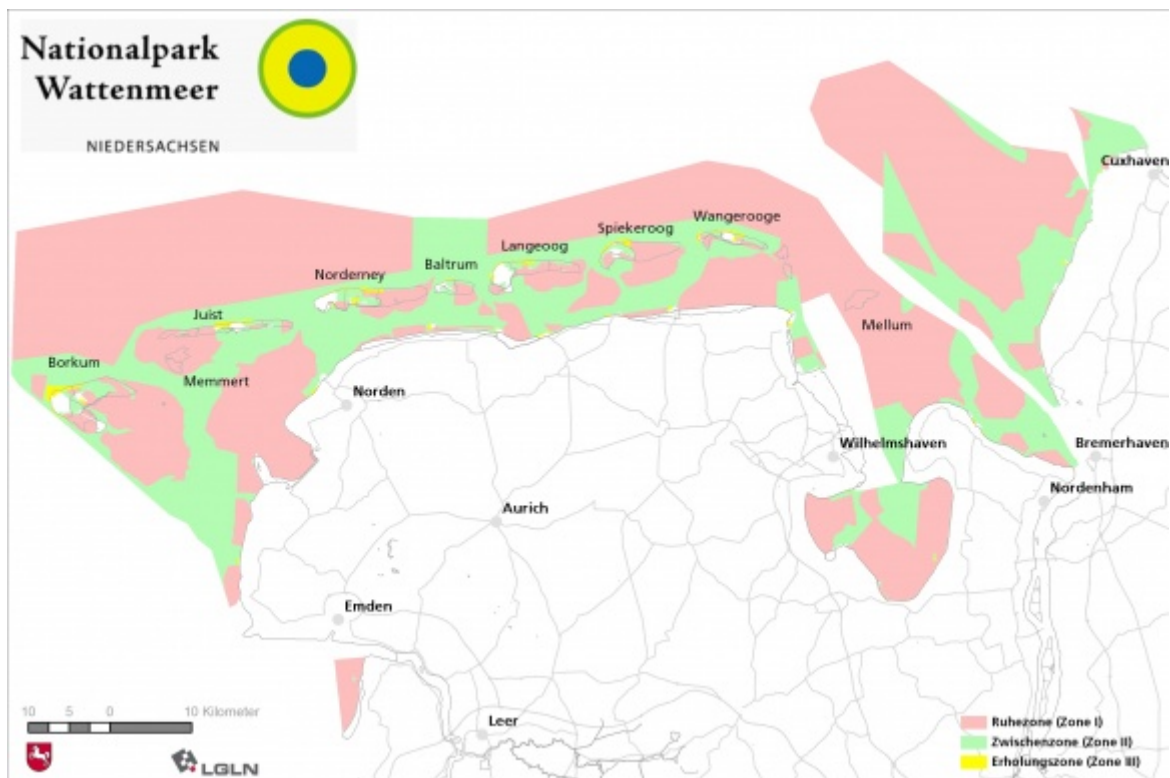 Nationalpark
Wattenmeer
NIEDERSACHSEN
Cuxhaven
Wangerooge
Spiekeroog
Langeoog
Baltrum
Norderney
Juist
Mellum
Borkum
Memmert
Norden
Wilhelmshaven
Bremerhaven
Nordenham
Aurich
Emden
10 5 0 10 Kilometer
Leer
Ruhezone (Zone I)
Zwischenzone (Zone II)
Erholungszone (Zone III)
LGLN